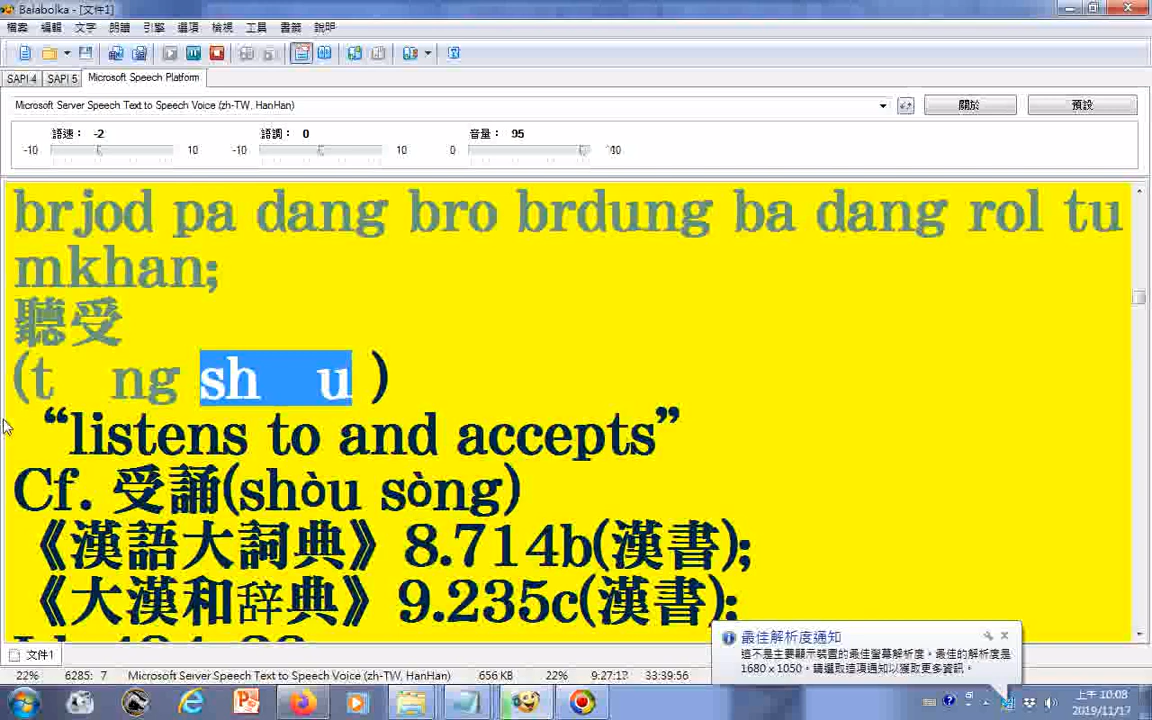 Balabolka - [文件1]
檔案 編輯 文字 朗讀 引擎 選項 檢視 工具 書籤 說明
SAPI 4 SAPI 5 Microsoft Speech Platform
Microsoft Server Speech Text to Speech Voice (zh-TW, HanHan) 關於 預設
語速： -2 語調： 0 音量： 95
-10 10 -10 10 0 100
brjod pa dang bro brdung ba dang rol tu
mkhan;
聽受
(t ng sh u )
“listens to and accepts”
Cf. 受誦(shòu sòng)
《漢語大詞典》 8.714b(漢書);
《大漢和辞典》 9.235c(漢書);
最佳解析度通知
這不是主要顯示裝置的最佳螢幕解析度。最佳的解析度是
1680 x 1050。請選取這項通知以獲取更多資訊。
文件1
22% 6285: 7 Microsoft Server Speech Text to Speech Voice (zh-TW, HanHan) 656 KB 22% 33:39:56
上午 10:08
2019/11/17